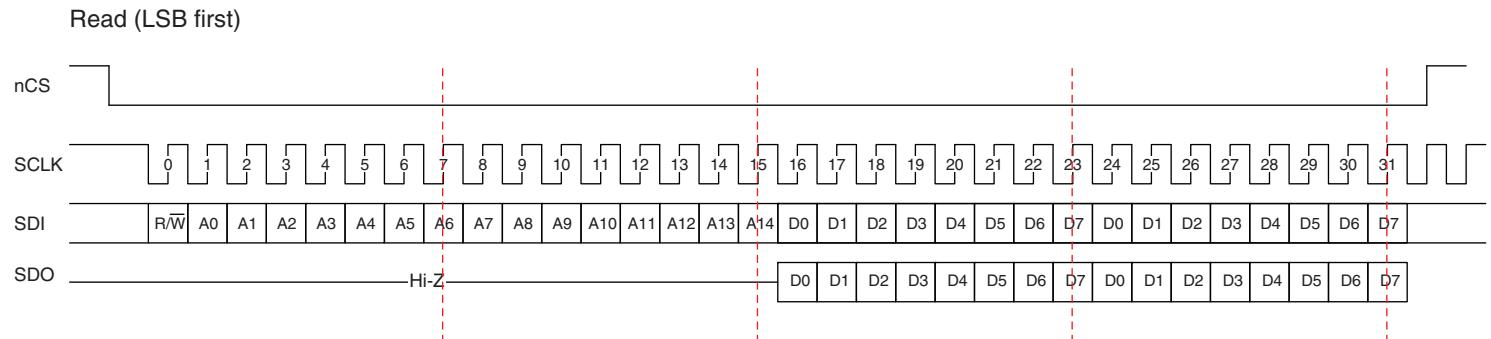 Read (LSB first)
nCS
SCLK 0 1 2 3 4 5 6 7 8 9 10 11 12 13 14 15 16 17 18 19 20 21 22 23 24 25 26 27 28 29 30 31
SDI R/W̅ A0 A1 A2 A3 A4 A5 A6 A7 A8 A9 A10 A11 A12 A13 A14 D0 D1 D2 D3 D4 D5 D6 D7 D0 D1 D2 D3 D4 D5 D6 D7
SDO Hi-Z D0 D1 D2 D3 D4 D5 D6 D7 D0 D1 D2 D3 D4 D5 D6 D7